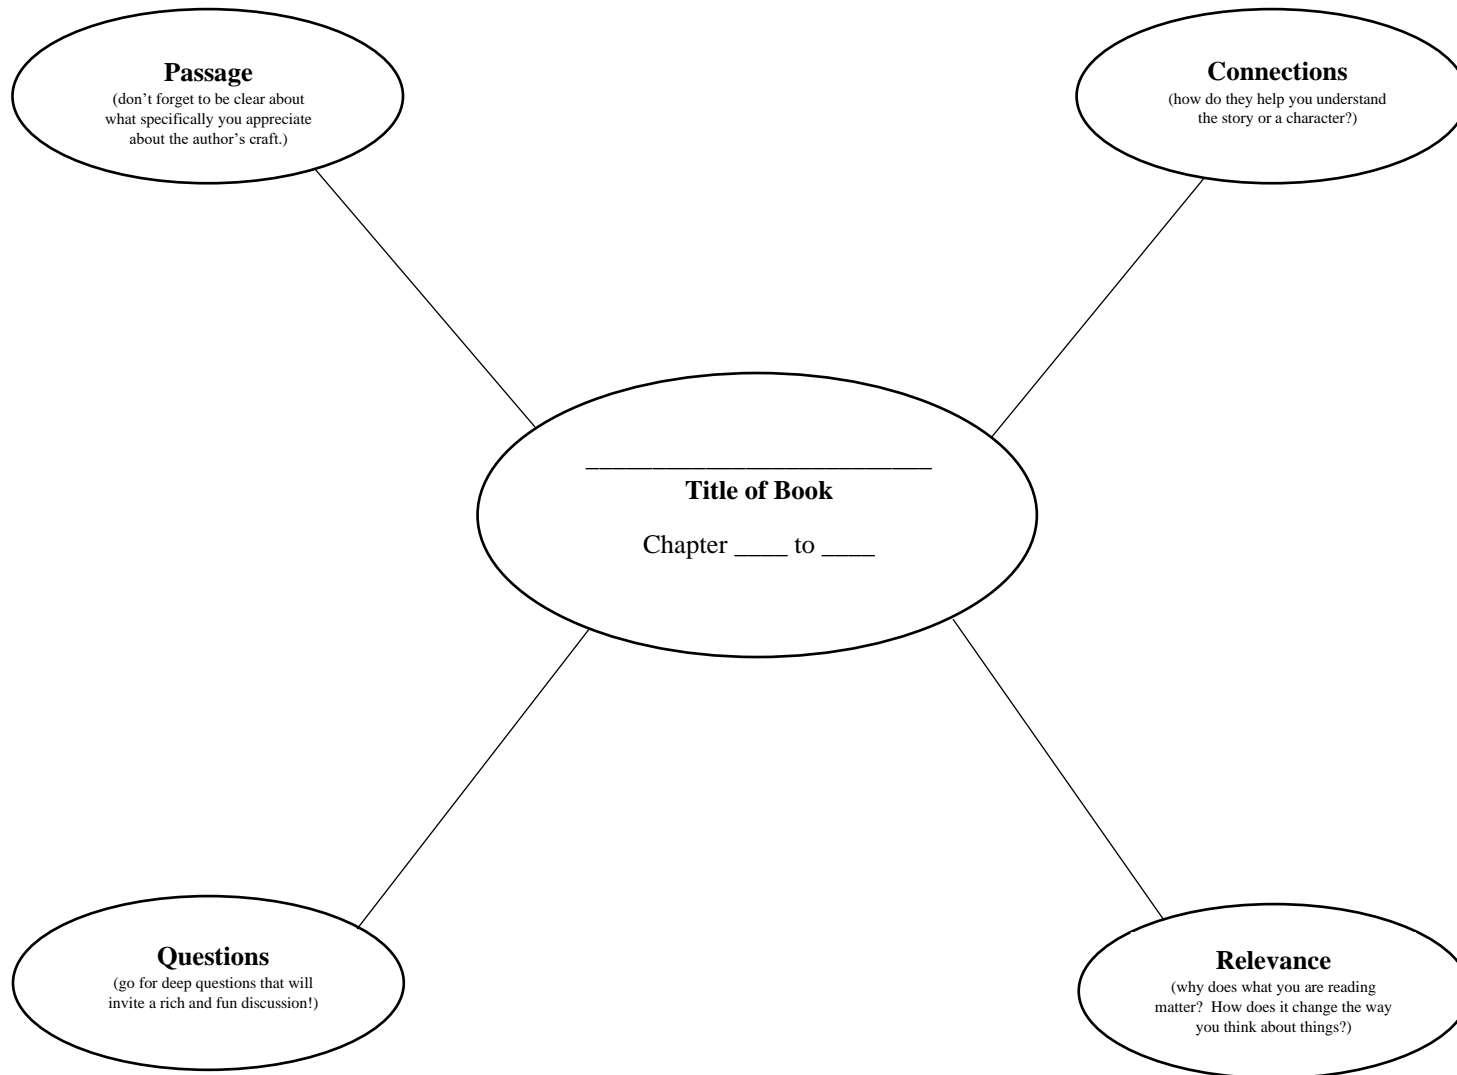 Passage
(don’t forget to be clear about
what specifically you appreciate
about the author’s craft.)
Connections
(how do they help you understand
the story or a character?)
__________________________
Title of Book
Chapter ____ to ____
Questions
(go for deep questions that will
invite a rich and fun discussion!)
Relevance
(why does what you are reading
matter?  How does it change the way
you think about things?)